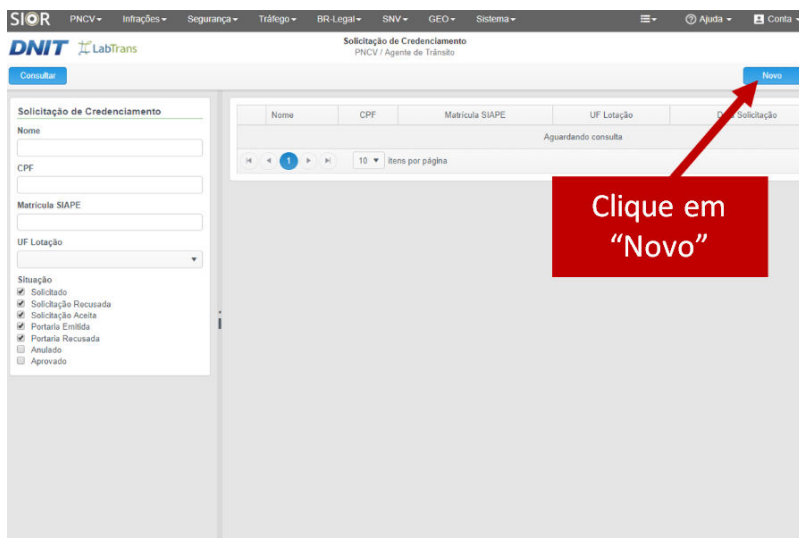 SIOR PNCV Infrações Segurança Tráfego BR-Legal SNV GEO Sistema Ajuda Conta
DNIT LabTrans
Solicitação de Credenciamento
PNCV / Agente de Trânsito
Consultar
Novo
Solicitação de Credenciamento
Nome
CPF
Matrícula SIAPE
UF Lotação
Situação
Solicitado
Solicitação Recusada
Solicitação Aceita
Portaria Emitida
Portaria Recusada
Anulado
Aprovado
Nome CPF Matrícula SIAPE UF Lotação Solicitação
Aguardando consulta
1 10 itens por página
Clique em
“Novo”